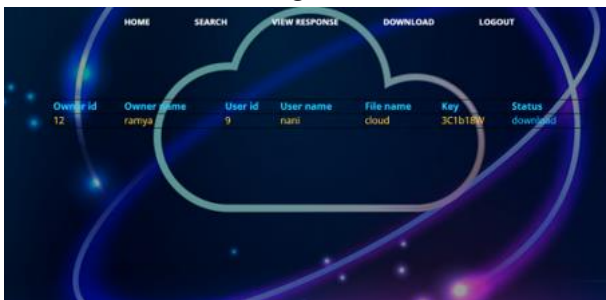 HOME SEARCH VIEW RESPONSE DOWNLOAD LOGOUT
Owner id Owner name User id User name File name Key Status
12 ramya 9 nani cloud 3C1b18W download